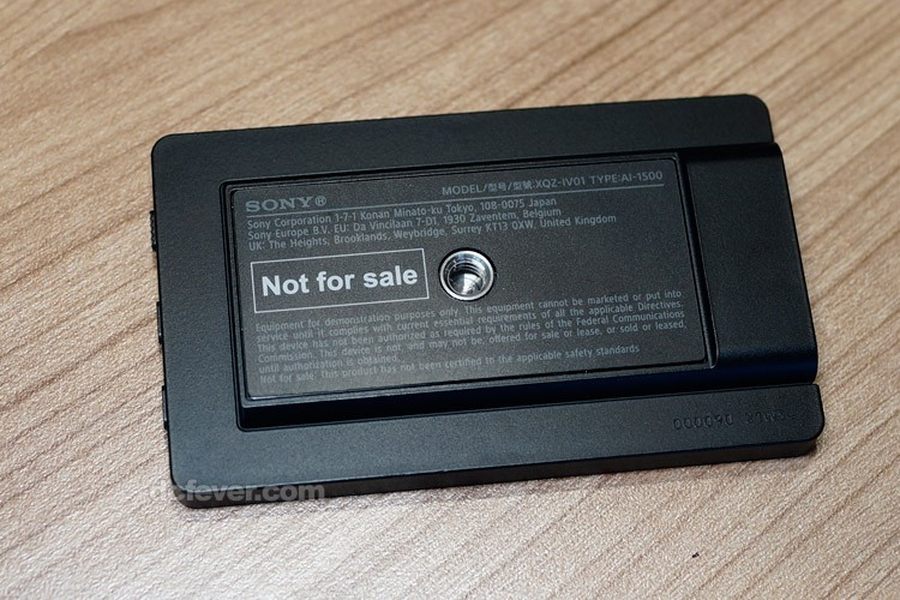 SONY®
MODEL/型号/型號:XQZ-IV01 TYPE:AI-1500
Sony Corporation 1-7-1 Konan Minato-ku Tokyo, 108-0075 Japan
Sony Europe B.V. EU: Da Vincilaan 7-D1, 1930 Zaventem, Belgium
UK: The Heights, Brooklands, Weybridge, Surrey KT13 0XW, United Kingdom
Not for sale
Equipment for demonstration purposes only. This equipment cannot be marketed or put into
service until it complies with current essential requirements of all the applicable Directives.
This device has not been authorized as required by the rules of the Federal Communications
Commission. This device is not, and may not be, offered for sale or lease, or sold or leased,
until authorization is obtained.
Not for sale. This product has not been certified to the applicable safety standards
000060
dcfever.com